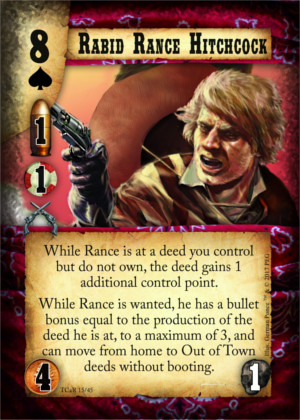 8
RABID RANCE HITCHCOCK
1
1
While Rance is at a deed you control
but do not own, the deed gains 1
additional control point.
While Rance is wanted, he has a bullet
bonus equal to the production of the
deed he is at, to a maximum of 3, and
can move from home to Out of Town
deeds without booting.
4
1